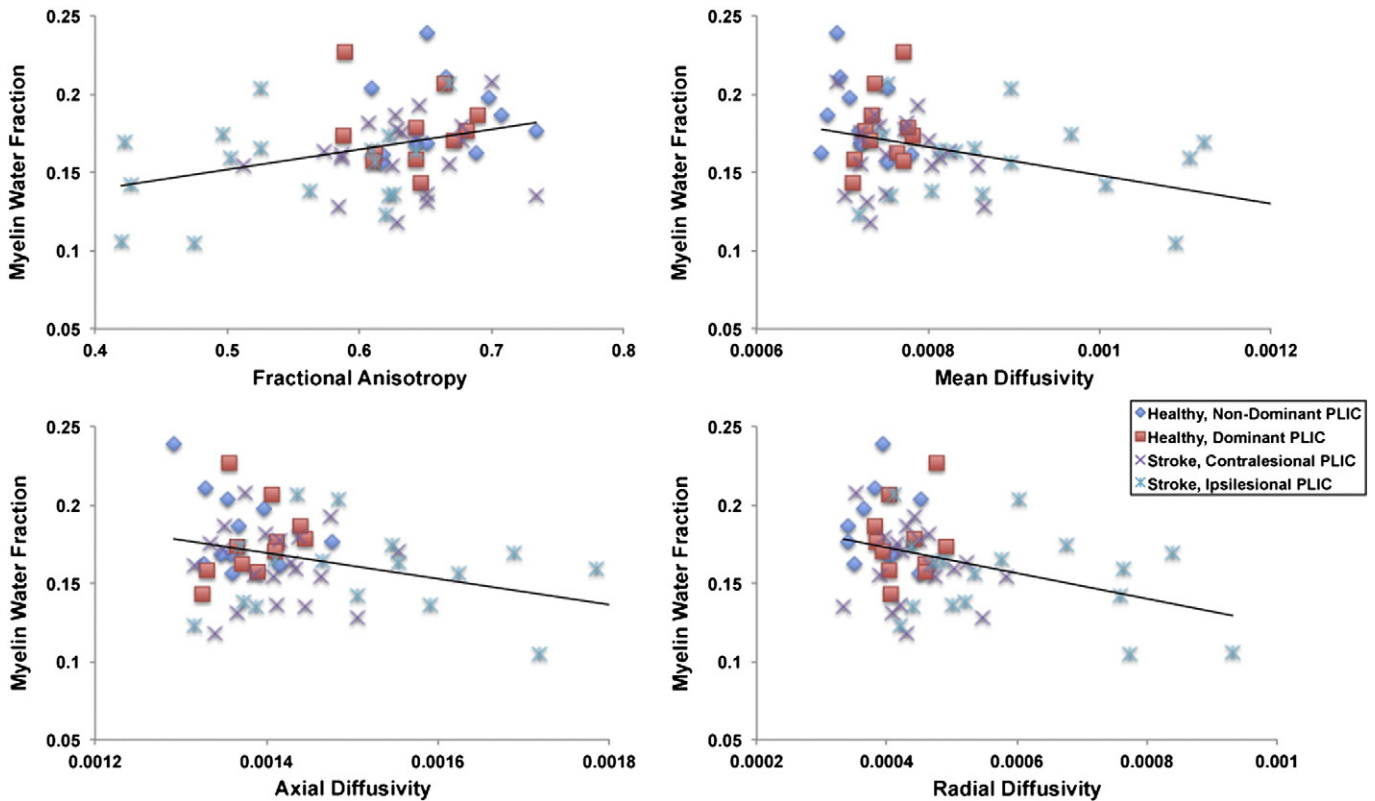 0.25
0.2
0.15
0.1
0.05
Myelin Water Fraction
0.4 0.5 0.6 0.7 0.8
Fractional Anisotropy
0.25
0.2
0.15
0.1
0.05
Myelin Water Fraction
0.0006 0.0008 0.001 0.0012
Mean Diffusivity
Healthy, Non-Dominant PLIC
Healthy, Dominant PLIC
Stroke, Contralesional PLIC
Stroke, Ipsilesional PLIC
0.25
0.2
0.15
0.1
0.05
Myelin Water Fraction
0.0012 0.0014 0.0016 0.0018
Axial Diffusivity
0.25
0.2
0.15
0.1
0.05
Myelin Water Fraction
0.0002 0.0004 0.0006 0.0008 0.001
Radial Diffusivity